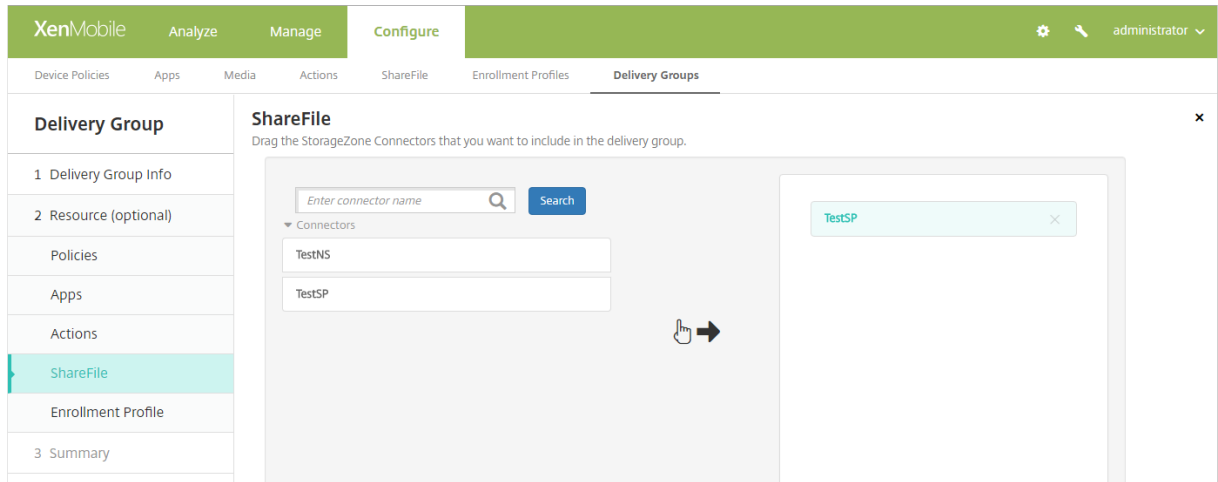 XenMobile Analyze Manage Configure administrator
Device Policies Apps Media Actions ShareFile Enrollment Profiles Delivery Groups
Delivery Group
1 Delivery Group Info
2 Resource (optional)
Policies
Apps
Actions
ShareFile
Enrollment Profile
3 Summary
ShareFile
Drag the StorageZone Connectors that you want to include in the delivery group.
Enter connector name Search
Connectors
TestNS
TestSP
TestSP